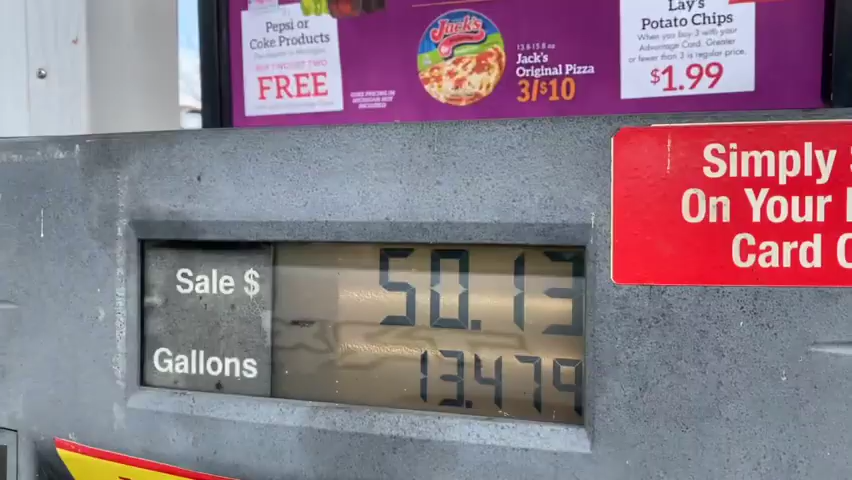 Pepsi or
Coke Products
FREE
Jack's
13.8-15.8 oz
Jack's
Original Pizza
3/$10
Lay's
Potato Chips
When you buy 3 with your
Advantage Card. Greater
or fewer than 3 is regular price.
$1.99
Simply
On Your
Card
Sale $ 50.13
Gallons 13.479